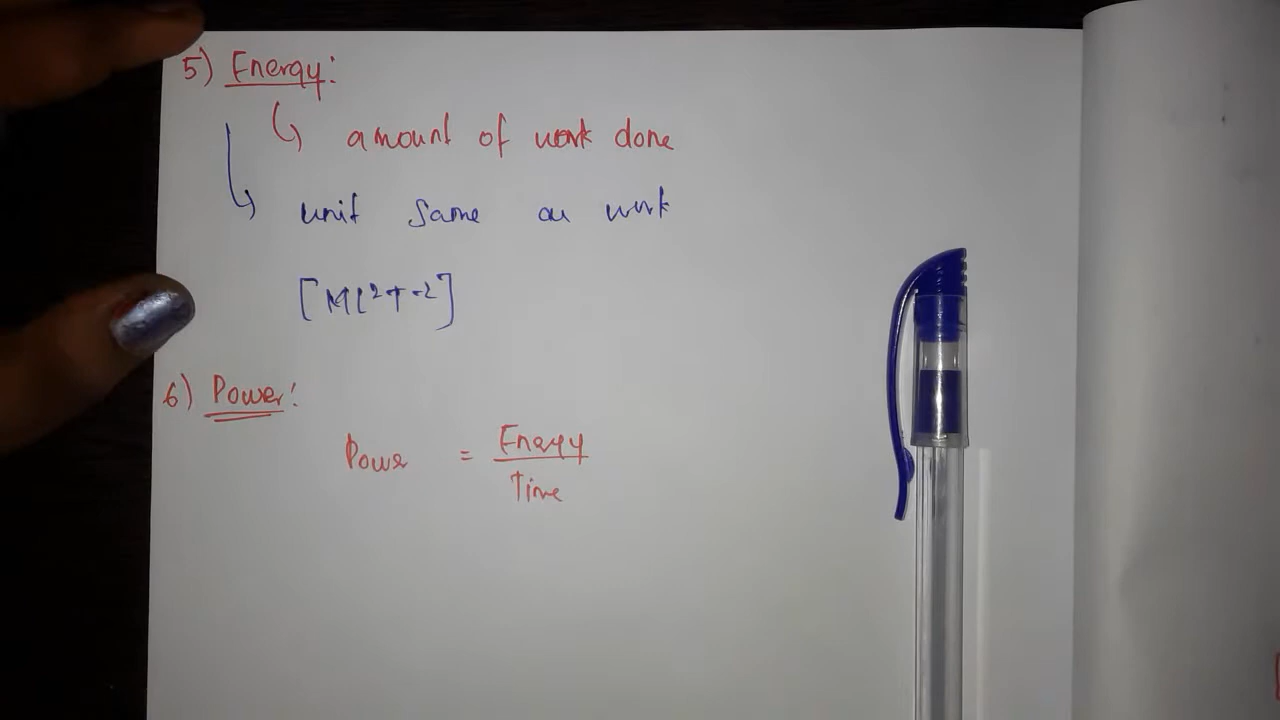 5) Energy:
amount of work done
unit same as work
[ML²T-2]
6) Power:
Power = Energy
Time